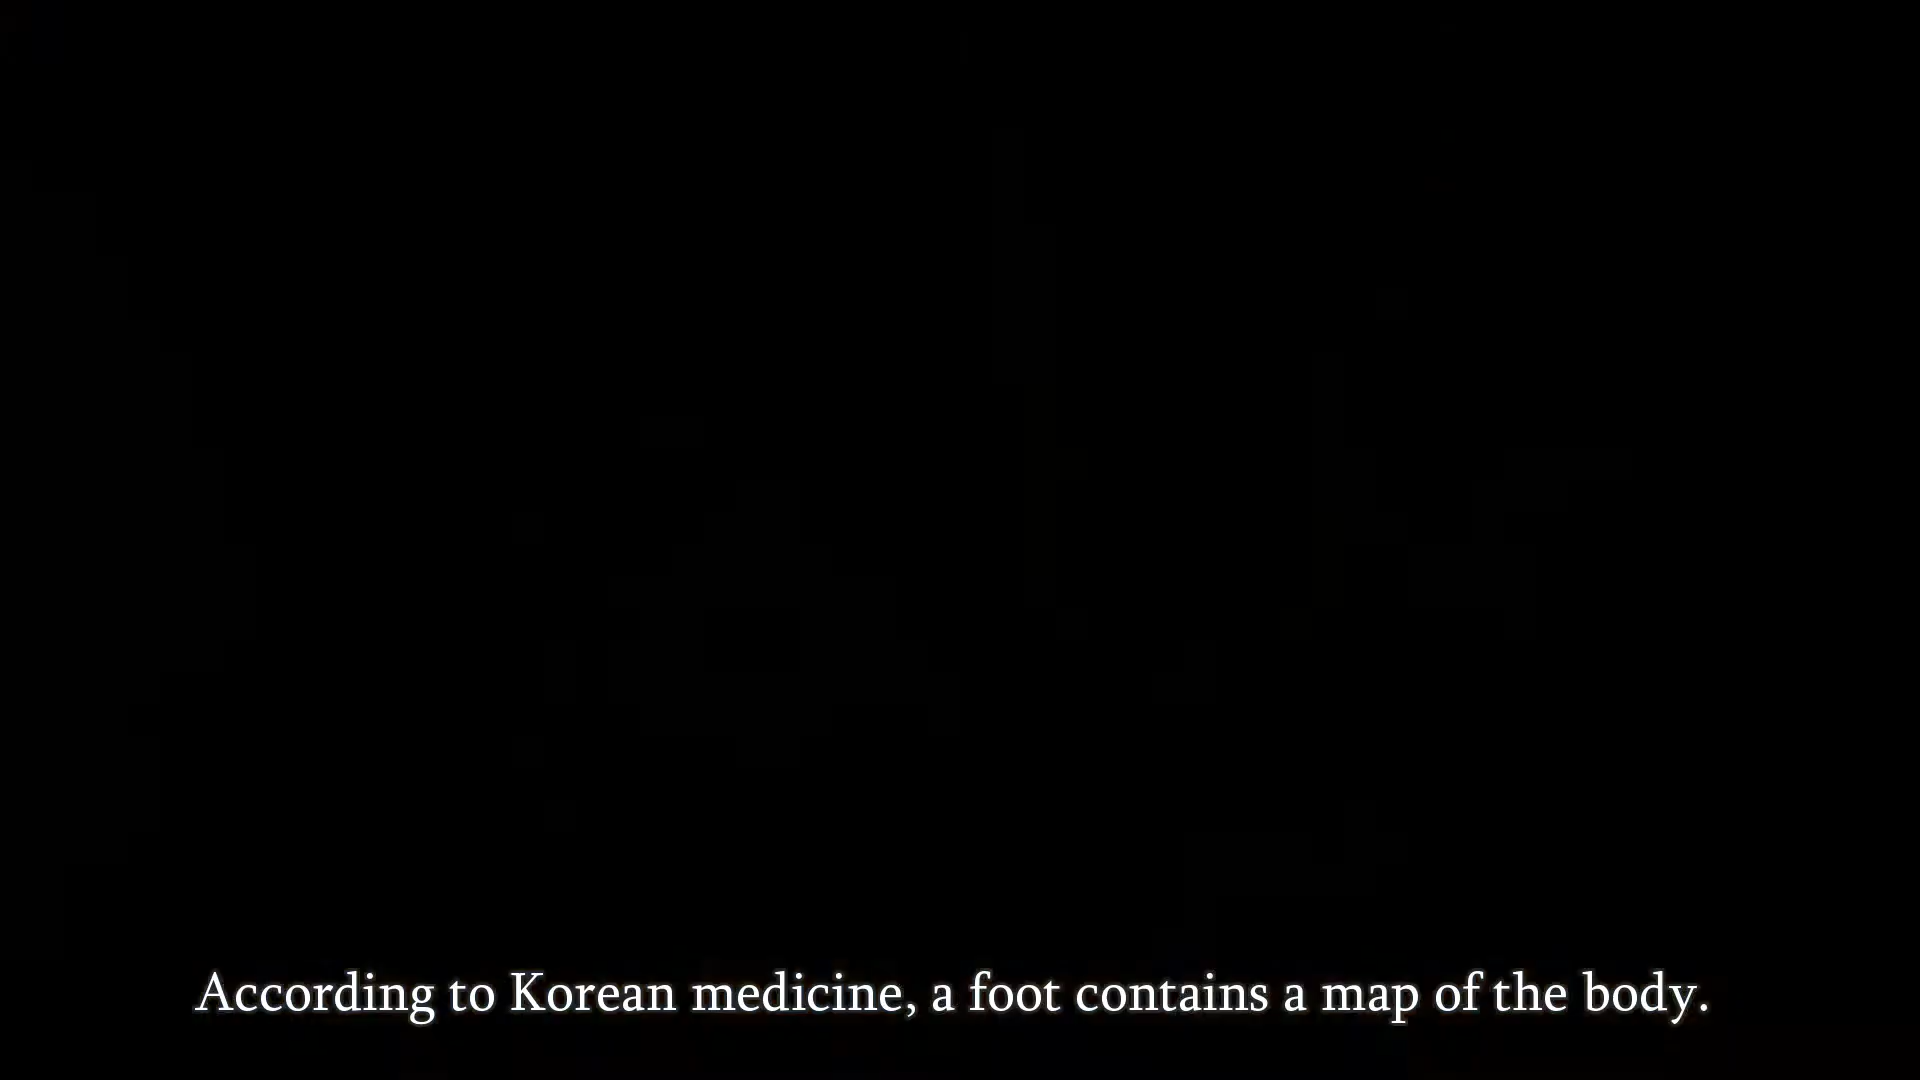 According to Korean medicine, a foot contains a map of the body.